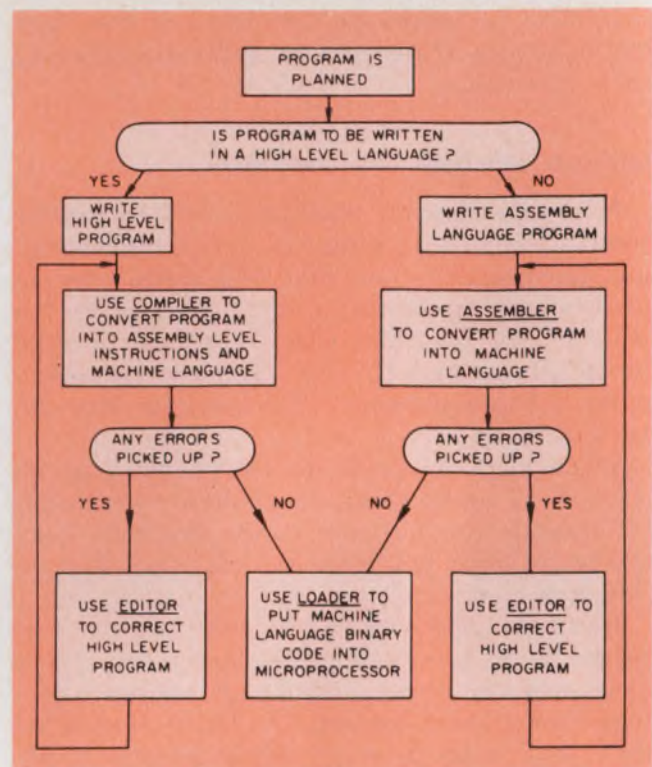 PROGRAM IS
PLANNED
IS PROGRAM TO BE WRITTEN
IN A HIGH LEVEL LANGUAGE ?
YES
NO
WRITE
HIGH LEVEL
PROGRAM
WRITE ASSEMBLY
LANGUAGE PROGRAM
USE COMPILER TO
CONVERT PROGRAM
INTO ASSEMBLY LEVEL
INSTRUCTIONS AND
MACHINE LANGUAGE
USE ASSEMBLER
TO CONVERT PROGRAM
INTO MACHINE
LANGUAGE
ANY ERRORS
PICKED UP ?
ANY ERRORS
PICKED UP ?
YES
NO
NO
YES
USE EDITOR
TO CORRECT
HIGH LEVEL
PROGRAM
USE LOADER TO
PUT MACHINE
LANGUAGE BINARY
CODE INTO
MICROPROCESSOR
USE EDITOR TO
CORRECT
HIGH LEVEL
PROGRAM